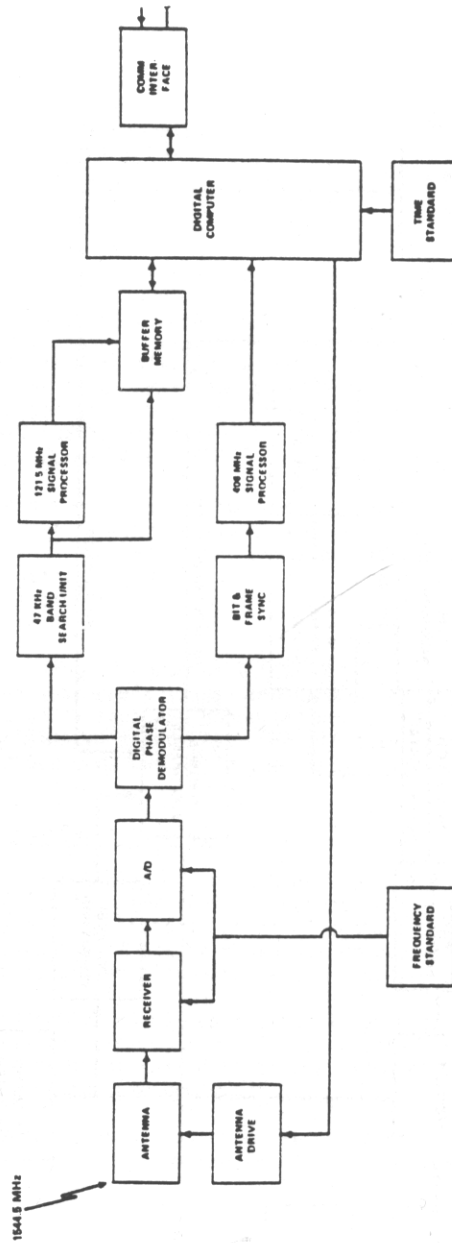 1544.5 MHz
ANTENNA
ANTENNA
DRIVE
RECEIVER
A/D
FREQUENCY
STANDARD
DIGITAL
PHASE
DEMODULATOR
47 KHz
BAND
SEARCH UNIT
121 5 MHz
SIGNAL
PROCESSOR
BIT &
FRAME
SYNC
406 MHz
SIGNAL
PROCESSOR
BUFFER
MEMORY
DIGITAL
COMPUTER
TIME
STANDARD
COMM
INTER-
FACE